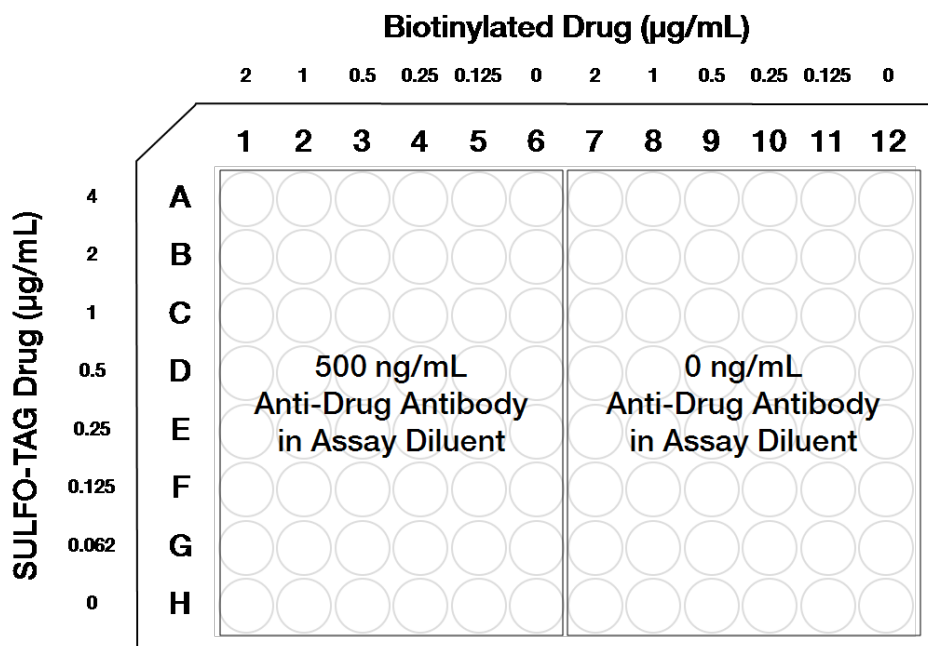 Biotinylated Drug (µg/mL)
2 1 0.5 0.25 0.125 0 2 1 0.5 0.25 0.125 0
1 2 3 4 5 6 7 8 9 10 11 12
SULFO-TAG Drug (µg/mL)
4 A
2 B
1 C
0.5 D
0.25 E
0.125 F
0.062 G
0 H
500 ng/mL
Anti-Drug Antibody
in Assay Diluent
0 ng/mL
Anti-Drug Antibody
in Assay Diluent